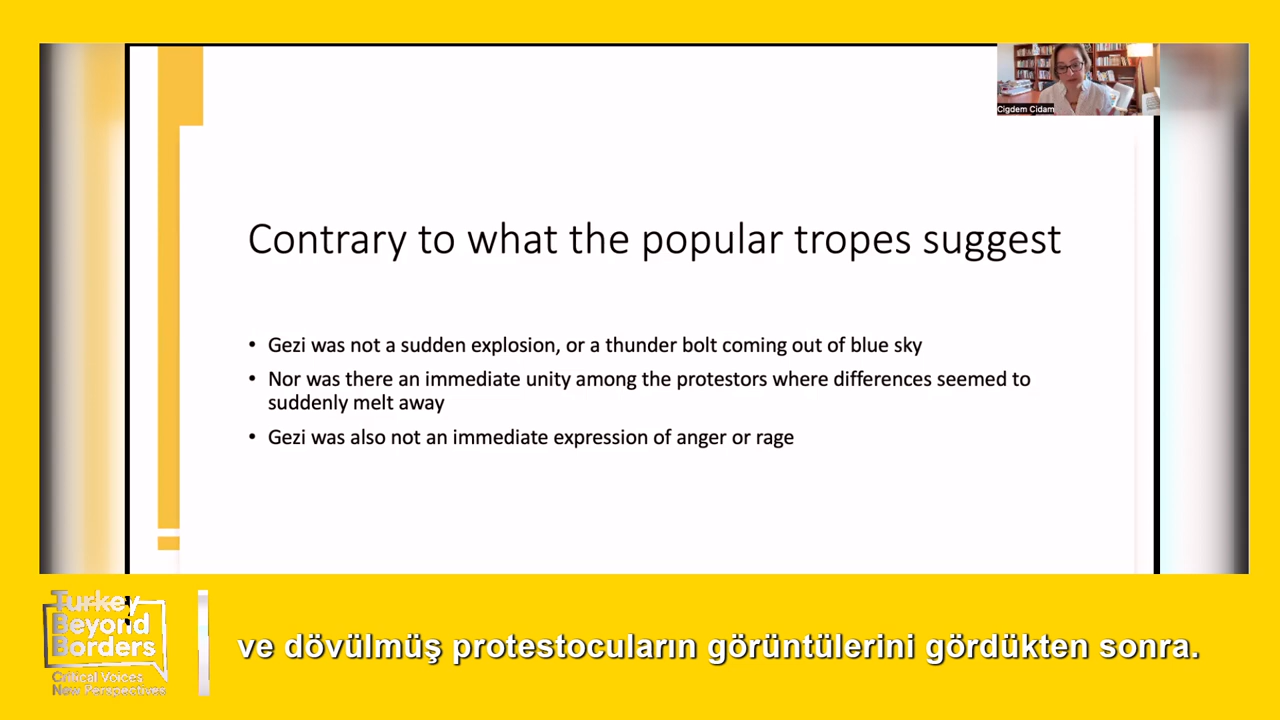 Cigdem Cidam
Contrary to what the popular tropes suggest
• Gezi was not a sudden explosion, or a thunder bolt coming out of blue sky
• Nor was there an immediate unity among the protestors where differences seemed to
suddenly melt away
• Gezi was also not an immediate expression of anger or rage
Turkey
Beyond
Borders
Critical Voices
New Perspectives
ve dövülmüş protestocuların görüntülerini gördükten sonra.